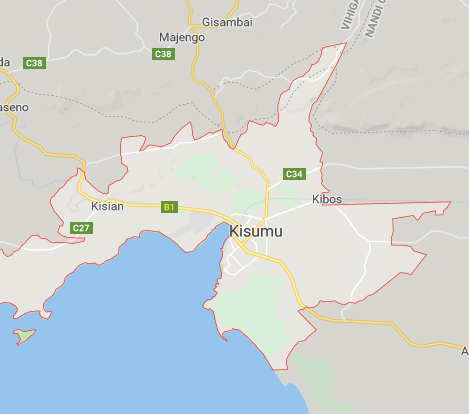 Gisambai
Majengo
C38
C38
da
aseno
VIHIGA
NANDI C
C34
Kibos
Kisian
B1
C27
Kisumu
A